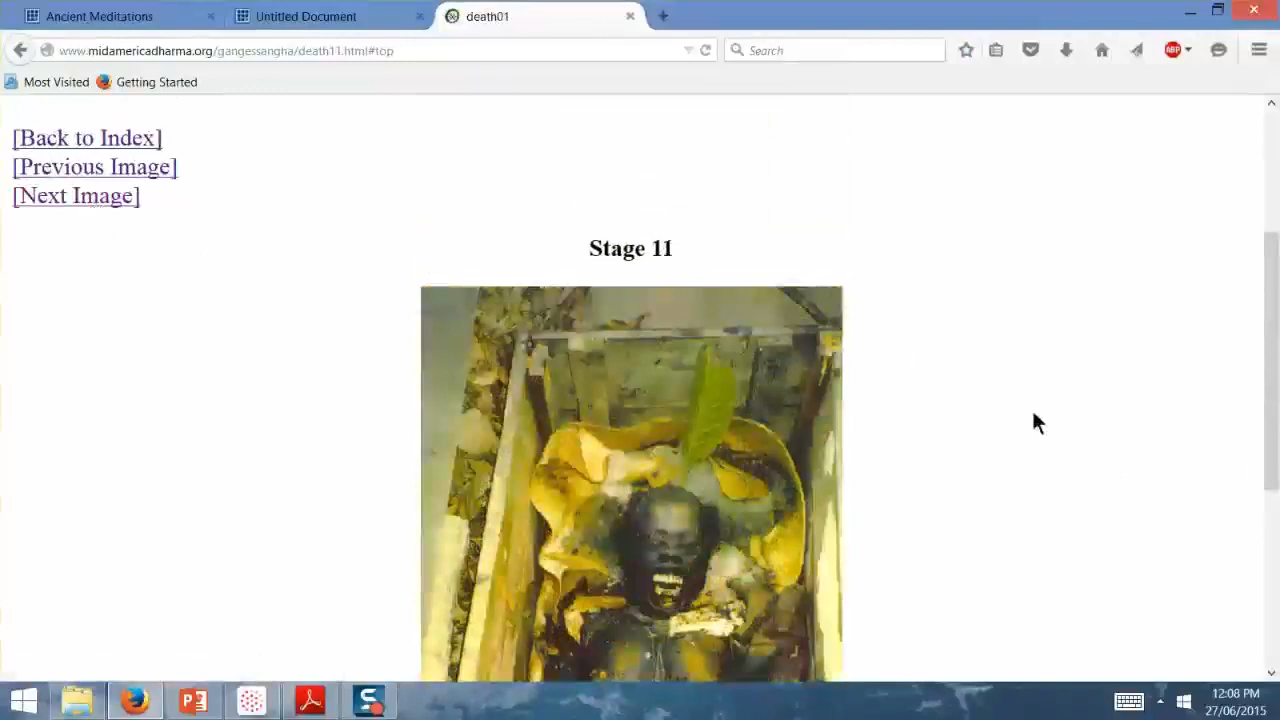 Ancient Meditations
Untitled Document
death01
www.midamericadharma.org/gangessangha/death11.html#top
Search
ABP
Most Visited
Getting Started
[Back to Index]
[Previous Image]
[Next Image]
Stage 11
12:08 PM
27/06/2015